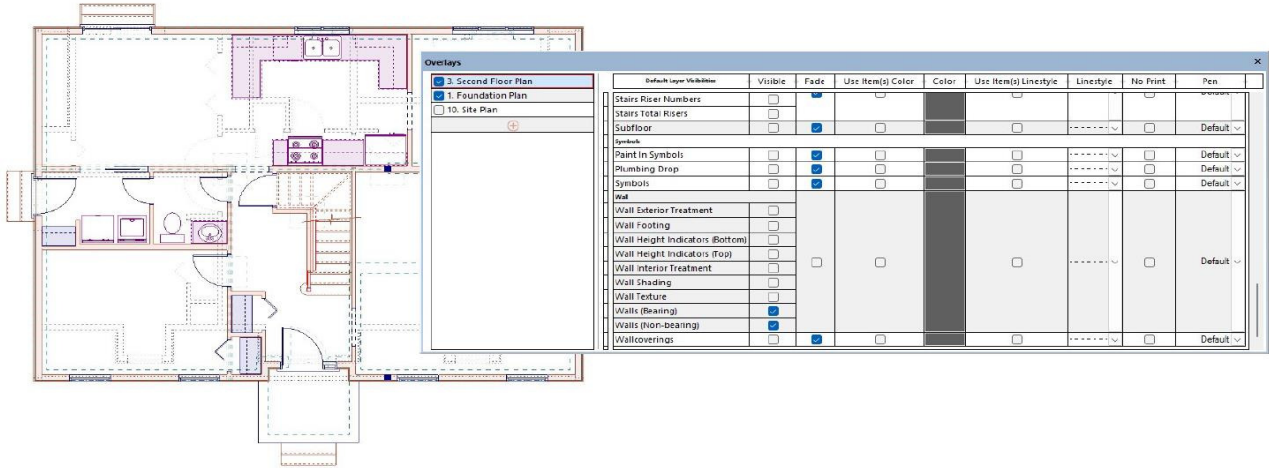 Overlays
3. Second Floor Plan
1. Foundation Plan
10. Site Plan
Default Layer Visibilities Visible Fade Use Item(s) Color Color Use Item(s) Linestyle Linestyle No Print Pen
Stairs Riser Numbers
Stairs Total Risers
Subfloor Default
Symbols
Paint In Symbols Default
Plumbing Drop Default
Symbols Default
Wall
Wall Exterior Treatment
Wall Footing
Wall Height Indicators (Bottom)
Wall Height Indicators (Top)
Wall Interior Treatment Default
Wall Shading
Wall Texture
Walls (Bearing)
Walls (Non-bearing)
Wallcoverings Default